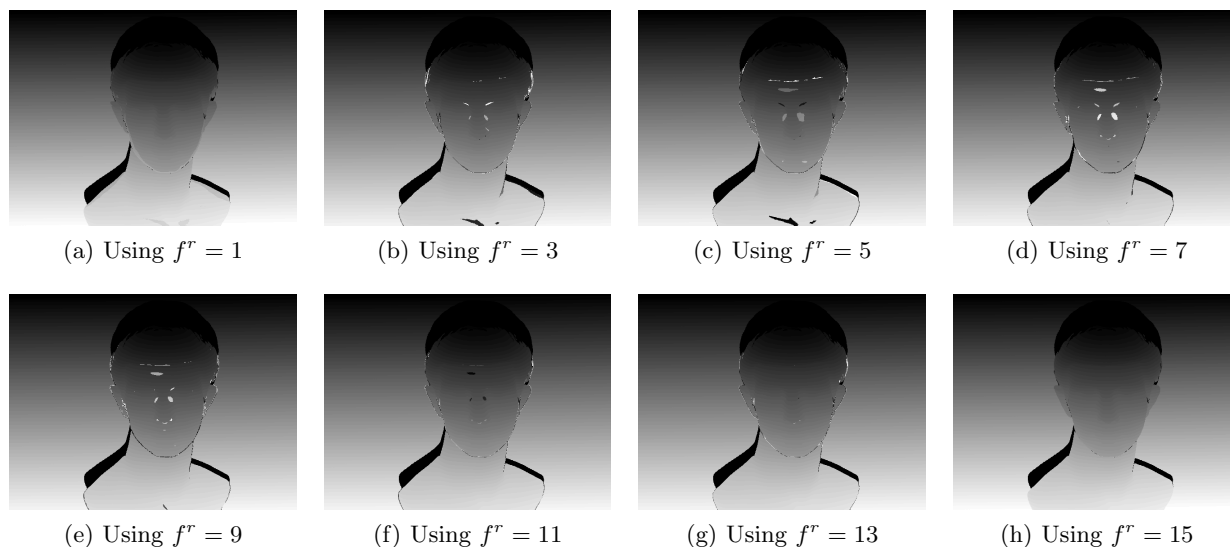 (a) Using f^r = 1
(b) Using f^r = 3
(c) Using f^r = 5
(d) Using f^r = 7
(e) Using f^r = 9
(f) Using f^r = 11
(g) Using f^r = 13
(h) Using f^r = 15